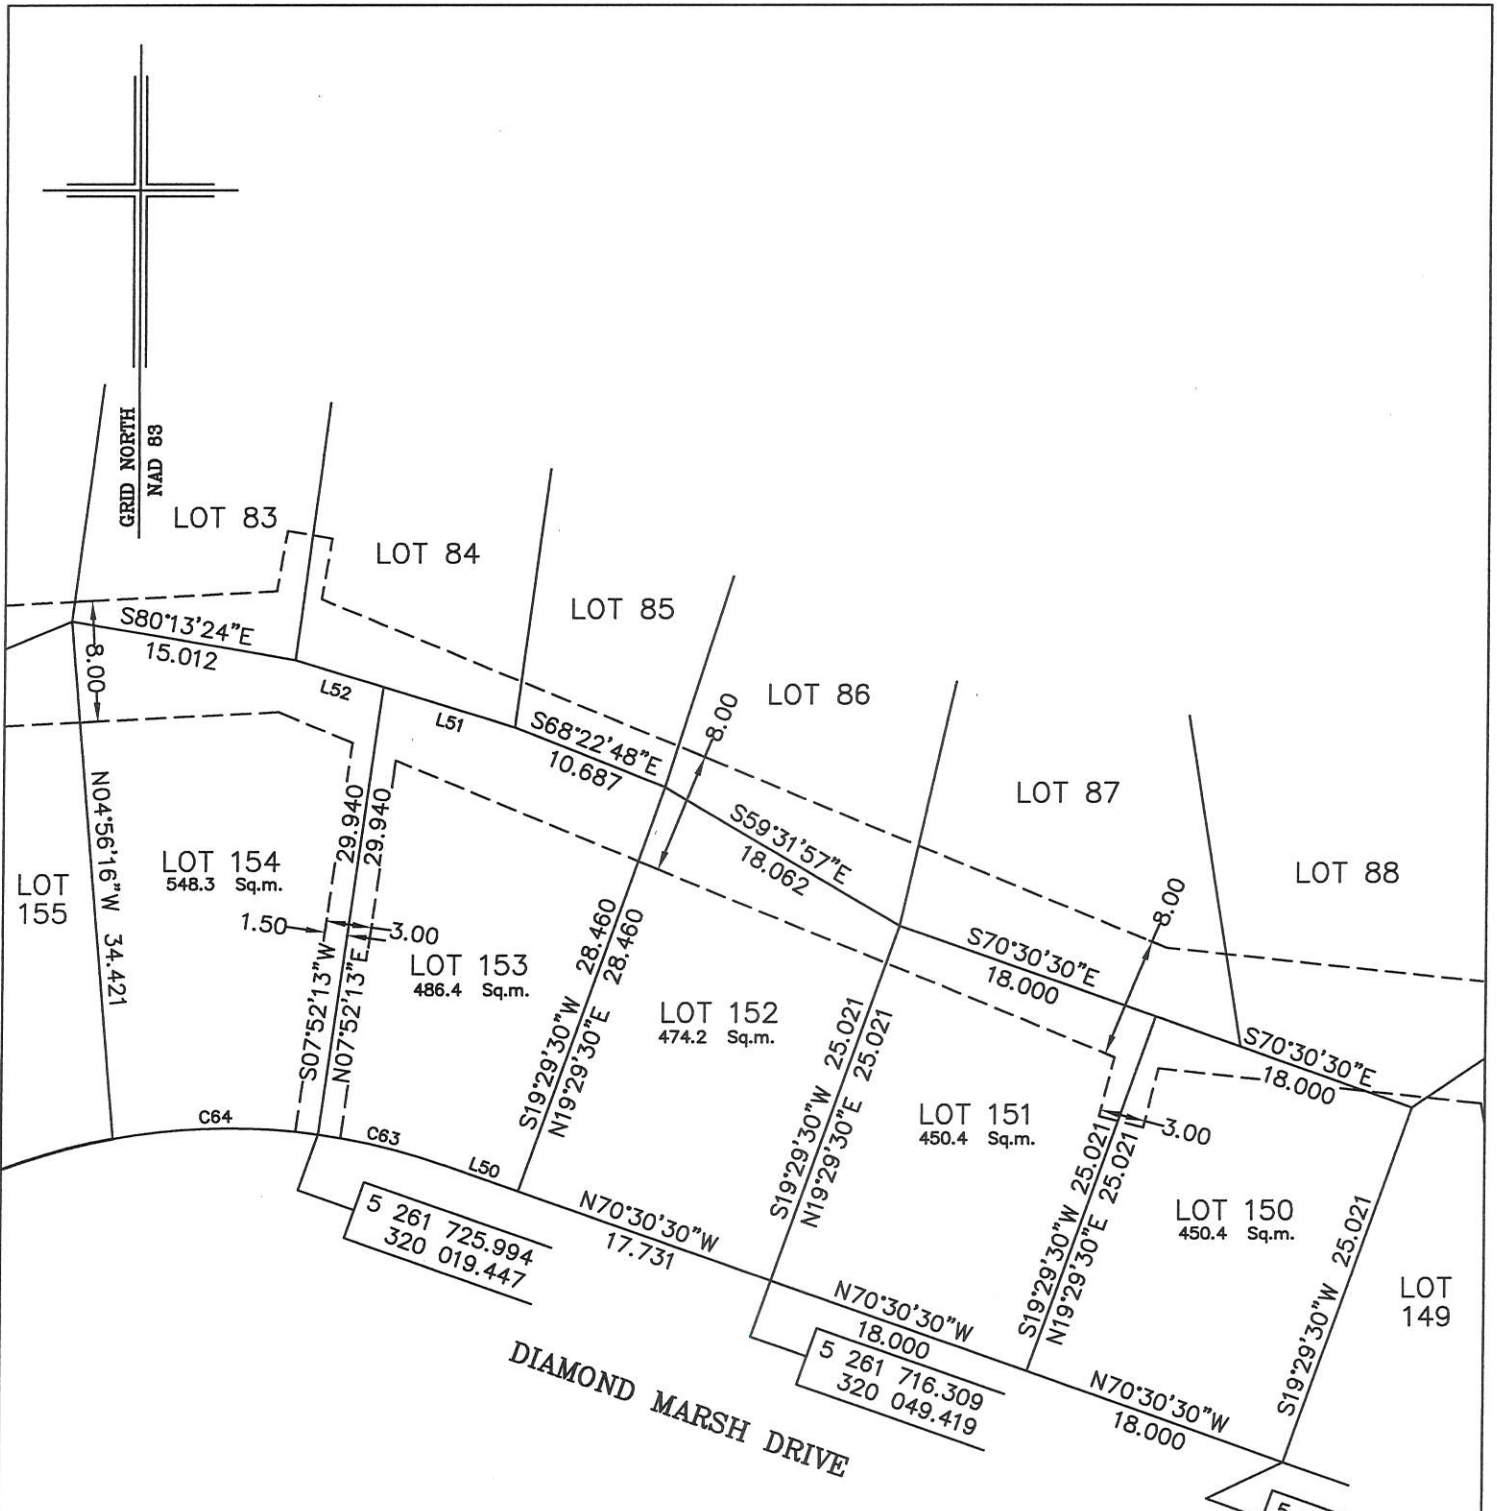 GRID NORTH
NAD 83
LOT 83
LOT 84
LOT 85
LOT 86
LOT 87
LOT 88
S80°13'24"E
15.012
8.00
L52
L51
S68°22'48"E
10.687
8.00
S59°31'57"E
18.062
8.00
S70°30'30"E
18.000
S70°30'30"E
18.000
LOT
155
N04°56'16"W 34.421
LOT 154
548.3 Sq.m.
1.50
3.00
S07°52'13"W 29.940
N07°52'13"E 29.940
LOT 153
486.4 Sq.m.
S19°29'30"W 28.460
N19°29'30"E 28.460
LOT 152
474.2 Sq.m.
S19°29'30"W 25.021
N19°29'30"E 25.021
LOT 151
450.4 Sq.m.
3.00
S19°29'30"W 25.021
N19°29'30"E 25.021
LOT 150
450.4 Sq.m.
S19°29'30"W 25.021
LOT
149
C64
C63
L50
N70°30'30"W
17.731
N70°30'30"W
18.000
N70°30'30"W
18.000
5 261 725.994
320 019.447
5 261 716.309
320 049.419
DIAMOND MARSH DRIVE